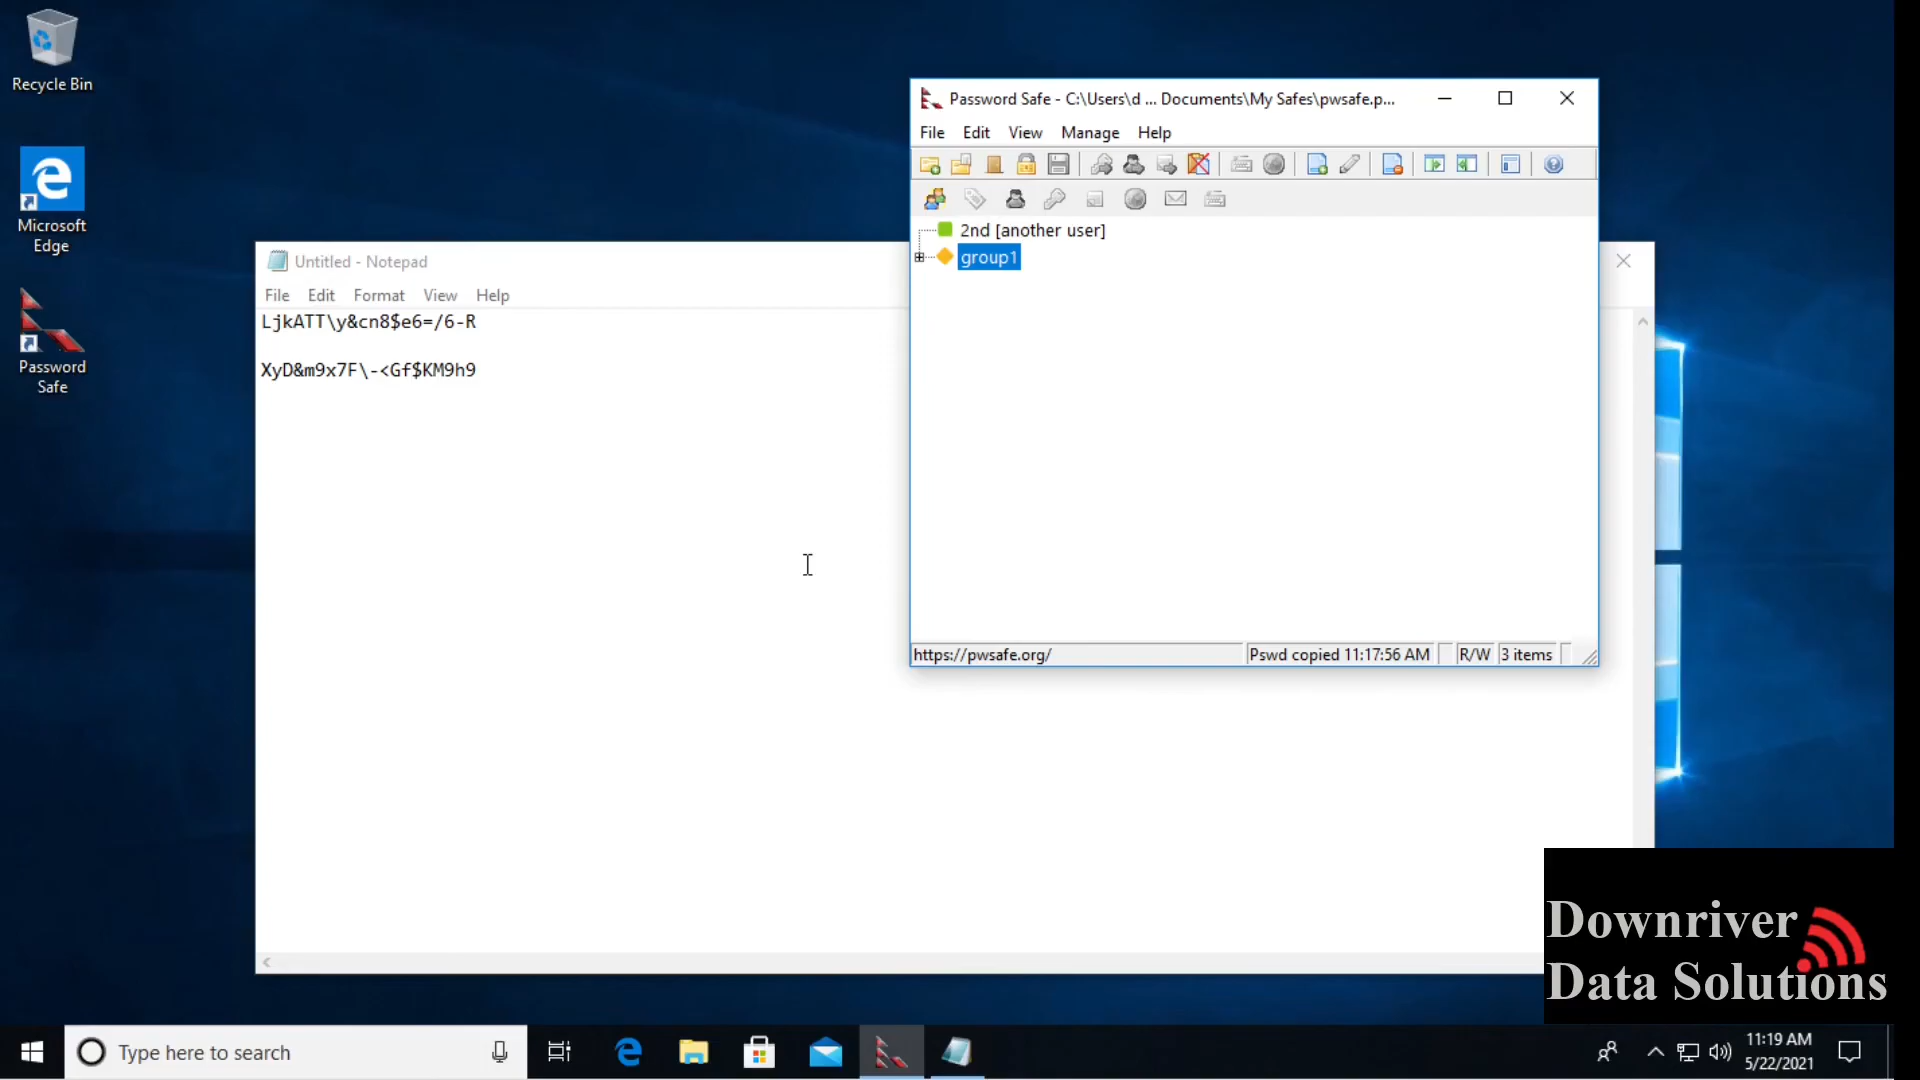 Recycle Bin
Microsoft
Edge
Password
Safe
Untitled - Notepad
File Edit Format View Help
LjkATT\y&cn8$e6=/6-R
XyD&m9x7F\-<Gf$KM9h9
Password Safe - C:\Users\d ... Documents\My Safes\pwsafe.p...
File Edit View Manage Help
2nd [another user]
group1
https://pwsafe.org/
Pswd copied 11:17:56 AM
R/W
3 items
Downriver
Data Solutions
Type here to search
11:19 AM
5/22/2021